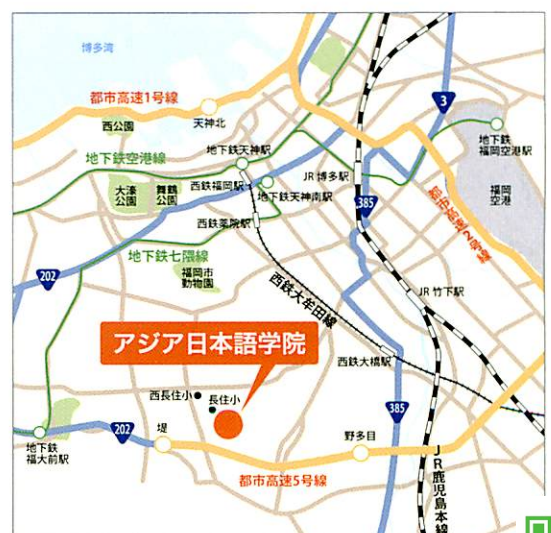 博多湾
都市高速1号線
天神北
西公園
3
地下鉄
福岡空港駅
地下鉄天神駅
地下鉄空港線
JR 博多駅
大濠
公園
舞鶴
公園
西鉄福岡駅
地下鉄天神南駅
福岡
空港
都市高速2号線
385
西鉄薬院駅
地下鉄七隈線
202
福岡市
動物園
西鉄大牟田線
JR 竹下駅
アジア日本語学院
西鉄大橋駅
西長住小
長住小
385
202
堤
野多目
地下鉄
福大前駅
都市高速5号線
JR鹿児島本線